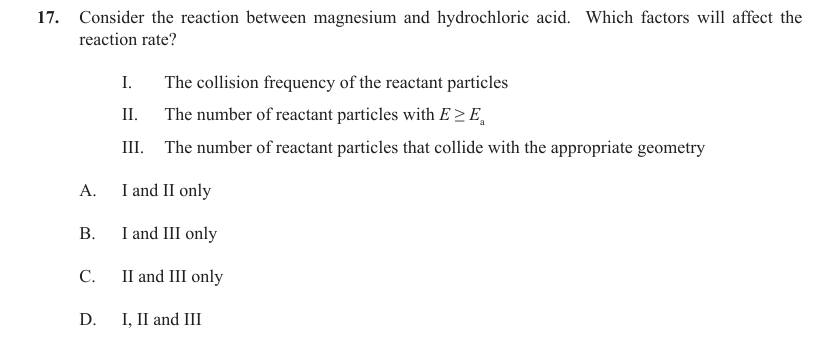 17. Consider the reaction between magnesium and hydrochloric acid. Which factors will affect the
reaction rate?
I. The collision frequency of the reactant particles
II. The number of reactant particles with E ≥ Eₐ
III. The number of reactant particles that collide with the appropriate geometry
A. I and II only
B. I and III only
C. II and III only
D. I, II and III